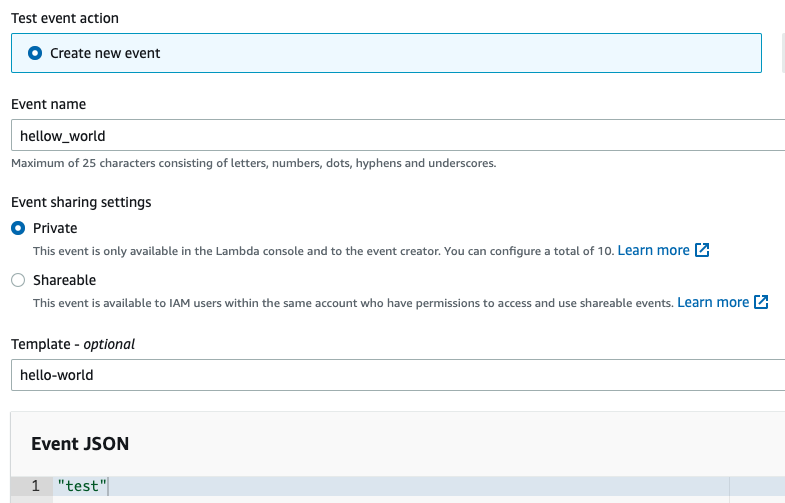 Test event action
Create new event
Event name
hellow_world
Maximum of 25 characters consisting of letters, numbers, dots, hyphens and underscores.
Event sharing settings
Private
This event is only available in the Lambda console and to the event creator. You can configure a total of 10. Learn more
Shareable
This event is available to IAM users within the same account who have permissions to access and use shareable events. Learn more
Template - optional
hello-world
Event JSON
1 "test"